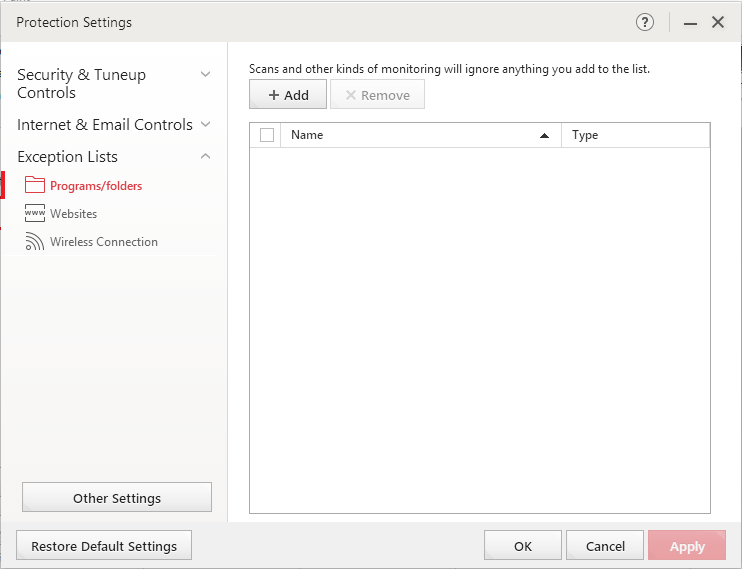 Protection Settings
?
Security & Tuneup
Controls
Internet & Email Controls
Exception Lists
Programs/folders
www Websites
Wireless Connection
Other Settings
Scans and other kinds of monitoring will ignore anything you add to the list.
+ Add
× Remove
Name
Type
Restore Default Settings
OK
Cancel
Apply